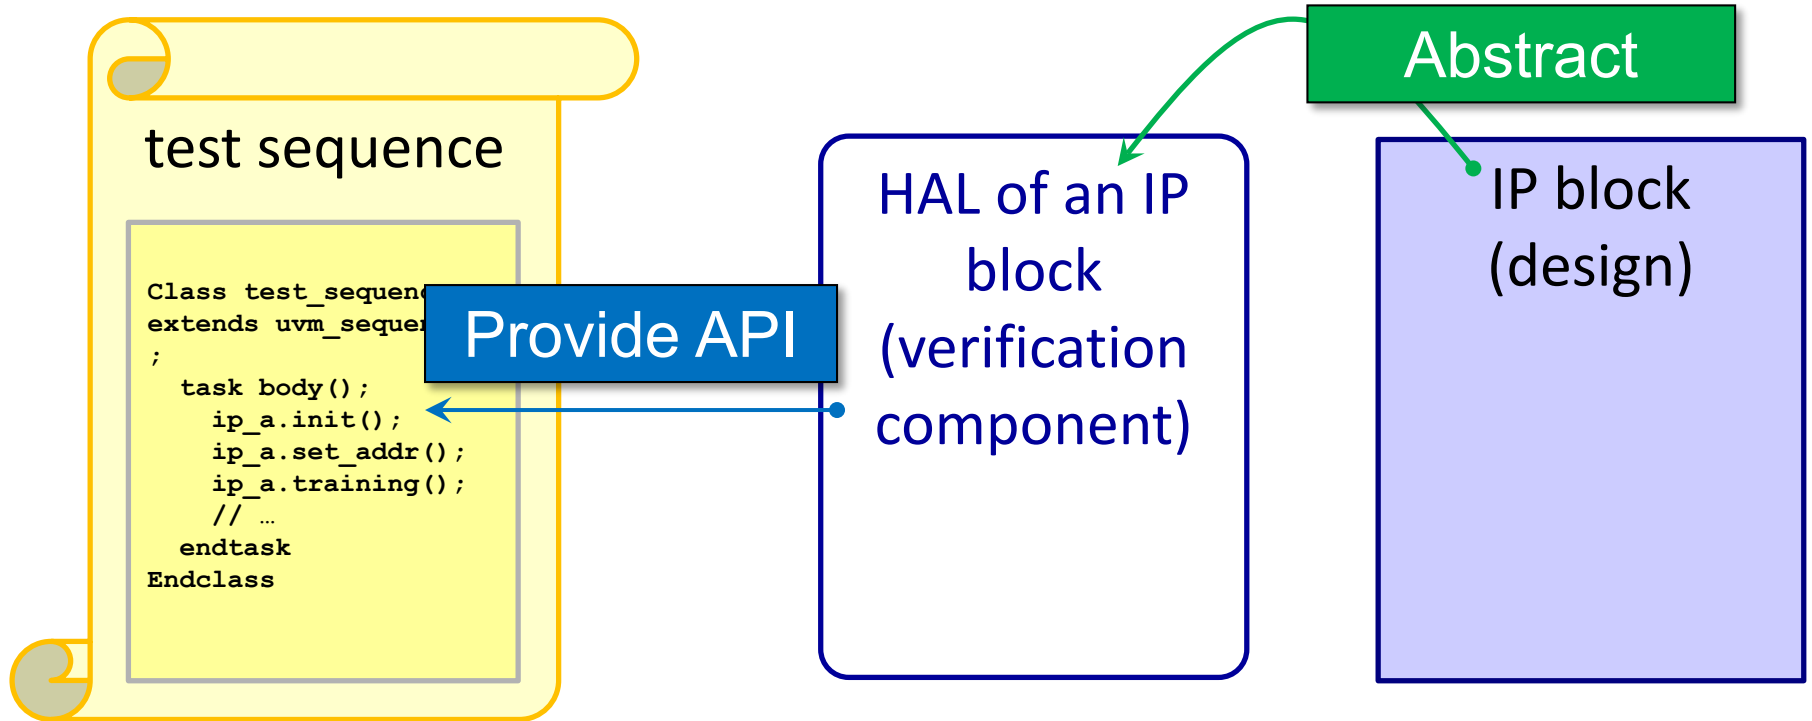 test sequence
Class test_sequenc
extends uvm_sequen
;
task body();
ip_a.init();
ip_a.set_addr();
ip_a.training();
// …
endtask
Endclass
Provide API
HAL of an IP
block
(verification
component)
Abstract
IP block
(design)